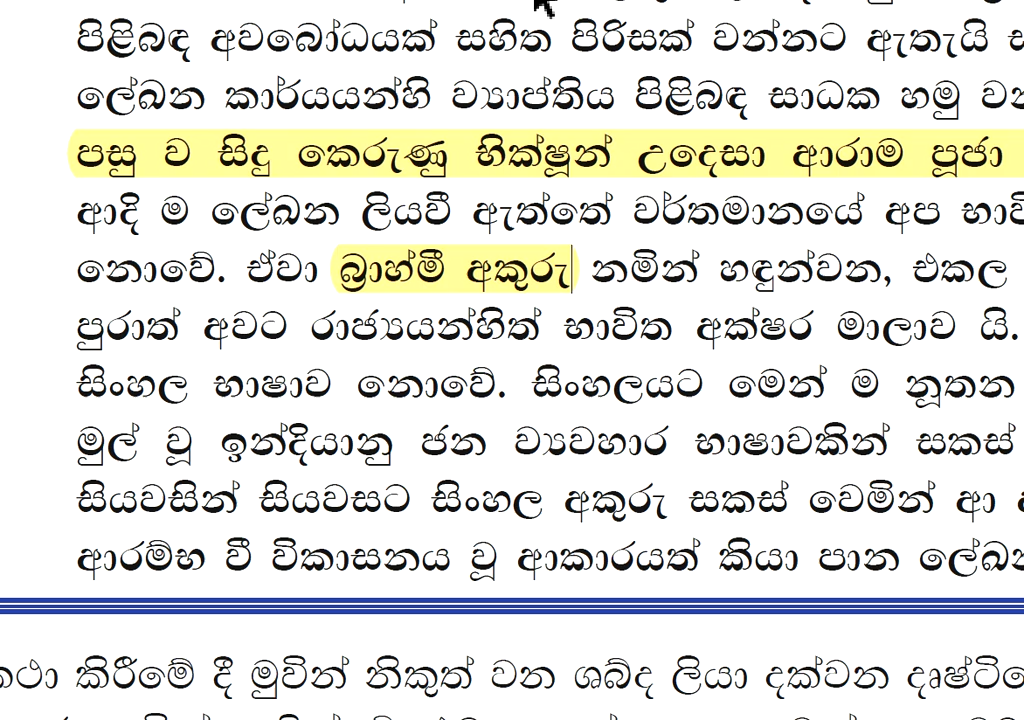 පිළිබඳ අවබෝධයක් සහිත පිරිසක් වන්නට ඇතැයි
ලේඛන කාර්යයන්හි ව්‍යාප්තිය පිළිබඳ සාධක හමු
පසු ව සිදු කෙරුණු භික්ෂූන් උදෙසා ආරාම පූජා
ආදි ම ලේඛන ලියවී ඇත්තේ වර්තමානයේ අප
නොවේ. ඒවා බ්‍රාහ්මී අකුරු නමින් හඳුන්වන, එකල
පුරාත් අවට රාජ්‍යයන්හිත් භාවිත අක්ෂර මාලාව යි.
සිංහල භාෂාව නොවේ. සිංහලයට මෙන් ම නූතන
මුල් වූ ඉන්දියානු ජන ව්‍යවහාර භාෂාවකින් සකස්
සියවසින් සියවසට සිංහල අකුරු සකස් වෙමින් ආ
ආරම්භ වී විකාසනය වූ ආකාරයත් කියා පාන
කථා කිරීමේ දී මුවින් නිකුත් වන ශබ්ද ලියා දක්වන